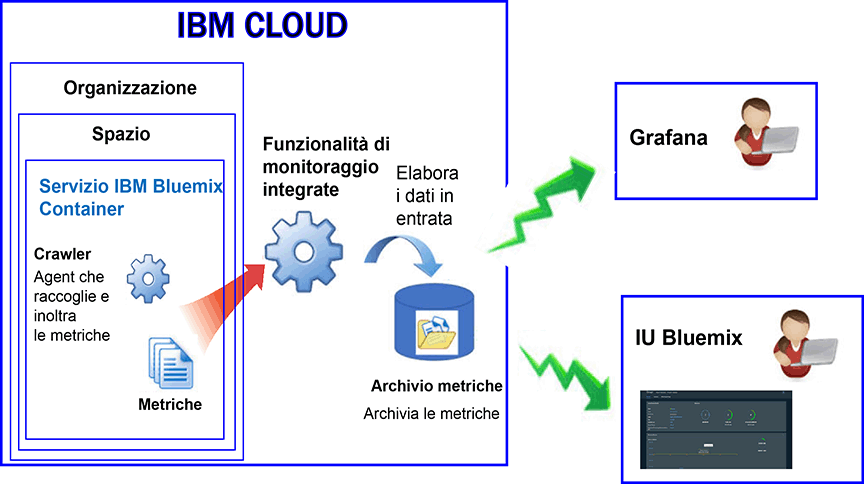 IBM CLOUD
Organizzazione
Spazio
Servizio IBM Bluemix
Container
Crawler
Agent che
raccoglie e
inoltra
le metriche
Metriche
Funzionalità di
monitoraggio
integrate
Elabora
i dati in
entrata
Archivio metriche
Archivia le metriche
Grafana
IU Bluemix